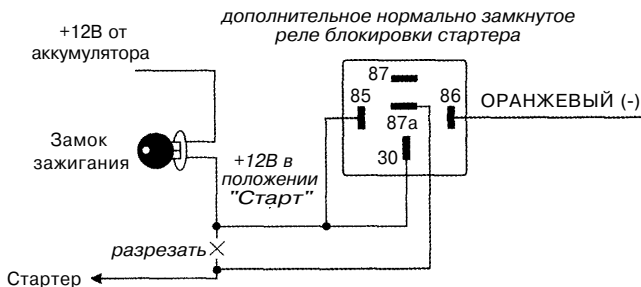 дополнительное нормально замкнутое
реле блокировки стартера
+12В от
аккумулятора
87
85
86
87а
30
ОРАНЖЕВЫЙ (-)
Замок
зажигания
+12В в
положении
"Старт"
разрезать
Стартер